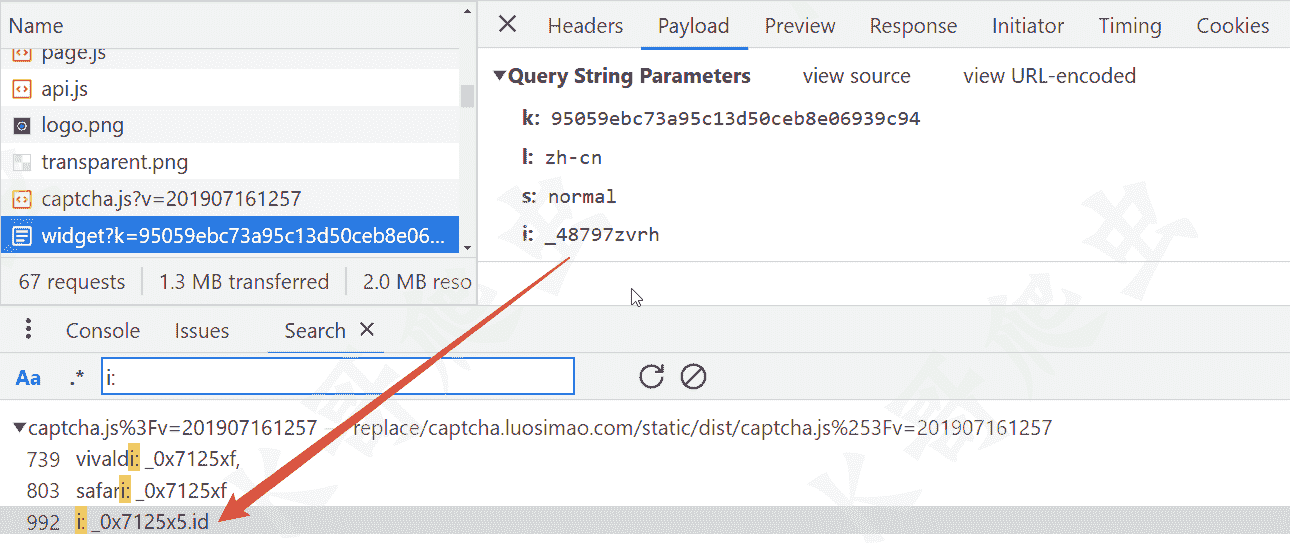 Name
page.js
api.js
logo.png
transparent.png
captcha.js?v=201907161257
widget?k=95059ebc73a95c13d50ceb8e06...
67 requests 1.3 MB transferred 2.0 MB reso
Headers Payload Preview Response Initiator Timing Cookies
Query String Parameters view source view URL-encoded
k: 95059ebc73a95c13d50ceb8e06939c94
l: zh-cn
s: normal
i: _48797zvrh
Console Issues Search
Aa .* i:
captcha.js%3Fv=201907161257 — replace/captcha.luosimao.com/static/dist/captcha.js%253Fv=201907161257
739 vivaldi: _0x7125xf,
803 safari: _0x7125xf
992 i: _0x7125x5.id